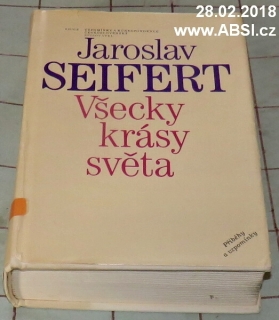 28.02.2018
www.ABSI.cz
Jaroslav
SEIFERT
Všecky
krásy
světa
Příběhy
a vzpomínky